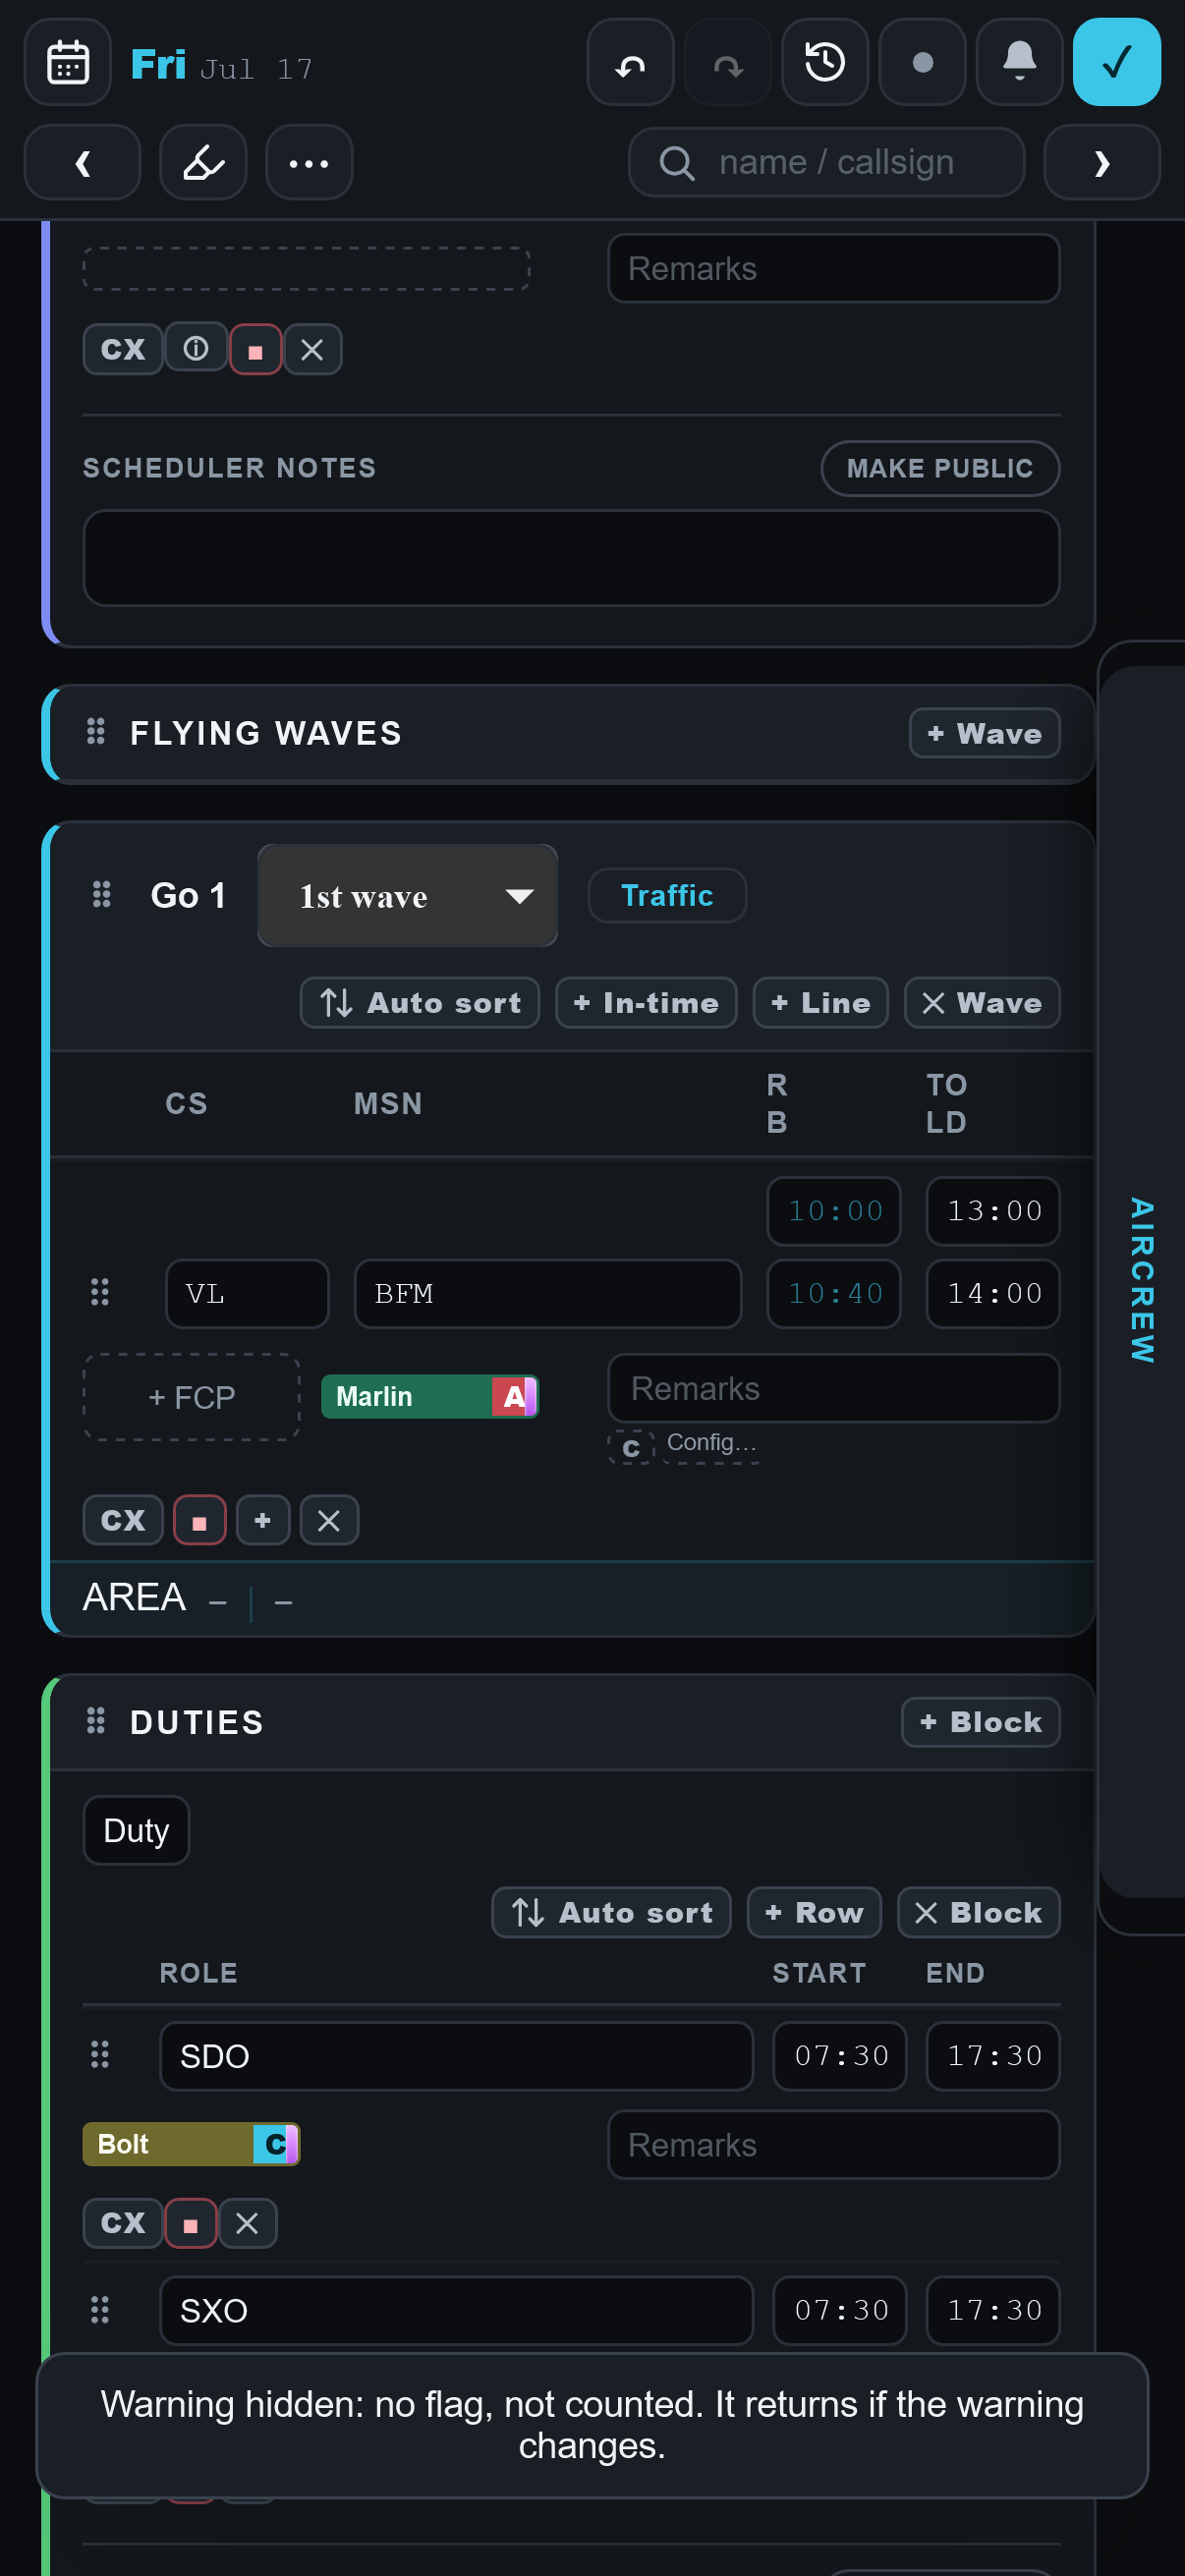 Fri Jul 17
name / callsign
Remarks
CX
SCHEDULER NOTES
MAKE PUBLIC
FLYING WAVES
+ Wave
Go 1
1st wave
Traffic
Auto sort
+ In-time
+ Line
× Wave
CS
MSN
R
B
TO
LD
10:00
13:00
VL
BFM
10:40
14:00
+ FCP
Marlin
A
Remarks
C
Config...
CX
+
AREA – | –
AIRCREW
DUTIES
+ Block
Duty
Auto sort
+ Row
× Block
ROLE
START
END
SDO
07:30
17:30
Bolt
C
Remarks
CX
SXO
07:30
17:30
Warning hidden: no flag, not counted. It returns if the warning
changes.